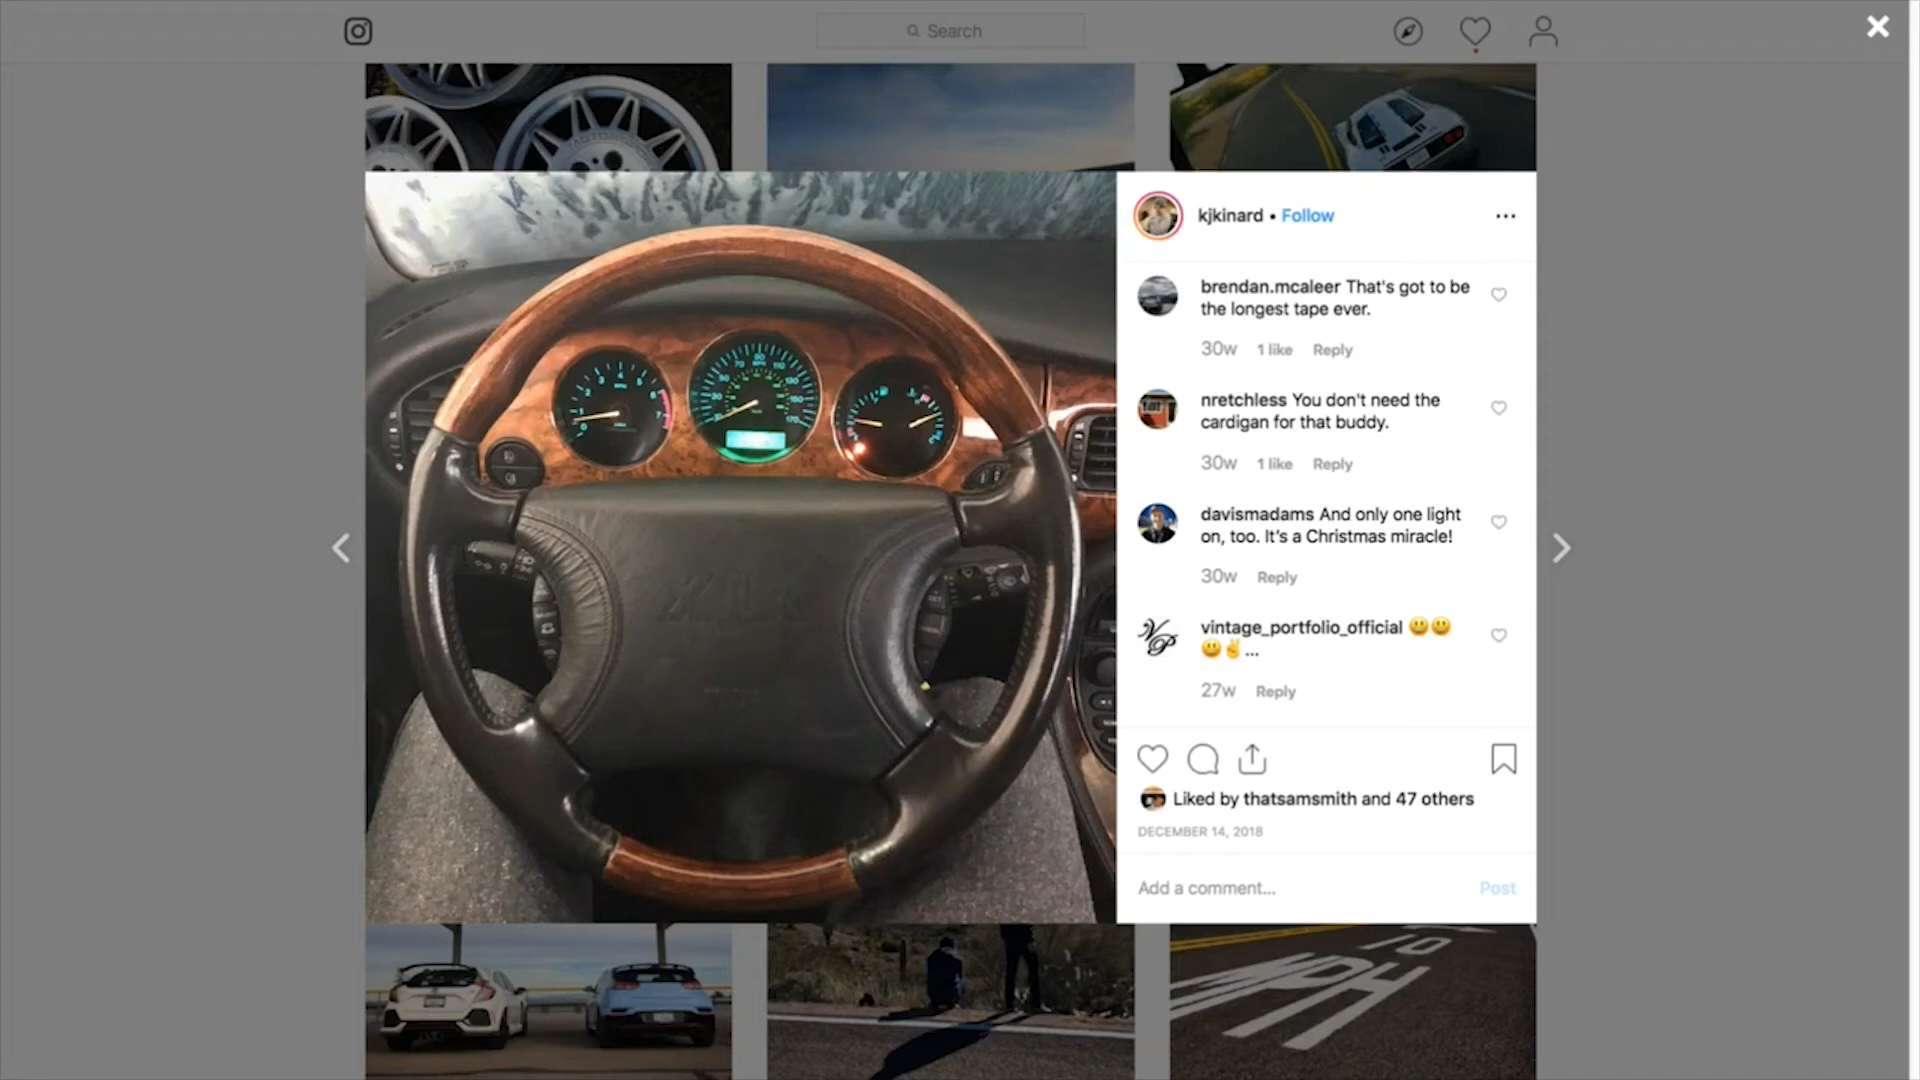 Search
kjkinard • Follow
brendan.mcaleer That's got to be
the longest tape ever.
30w 1 like Reply
nretchless You don't need the
cardigan for that buddy.
30w 1 like Reply
davismadams And only one light
on, too. It's a Christmas miracle!
30w Reply
vintage_portfolio_official 😃😃
😃✌️...
27w Reply
Liked by thatsamsmith and 47 others
DECEMBER 14, 2018
Add a comment...
Post
XJR
10
MPH